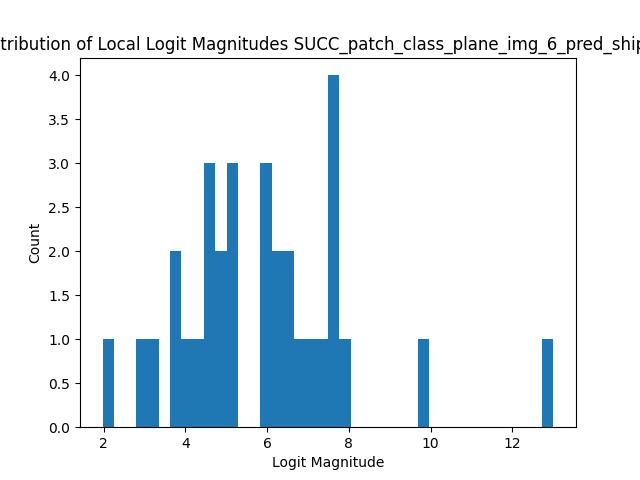 tribution of Local Logit Magnitudes SUCC_patch_class_plane_img_6_pred_ship
4.0
3.5
3.0
2.5
2.0
1.5
1.0
0.5
0.0
Count
2 4 6 8 10 12
Logit Magnitude